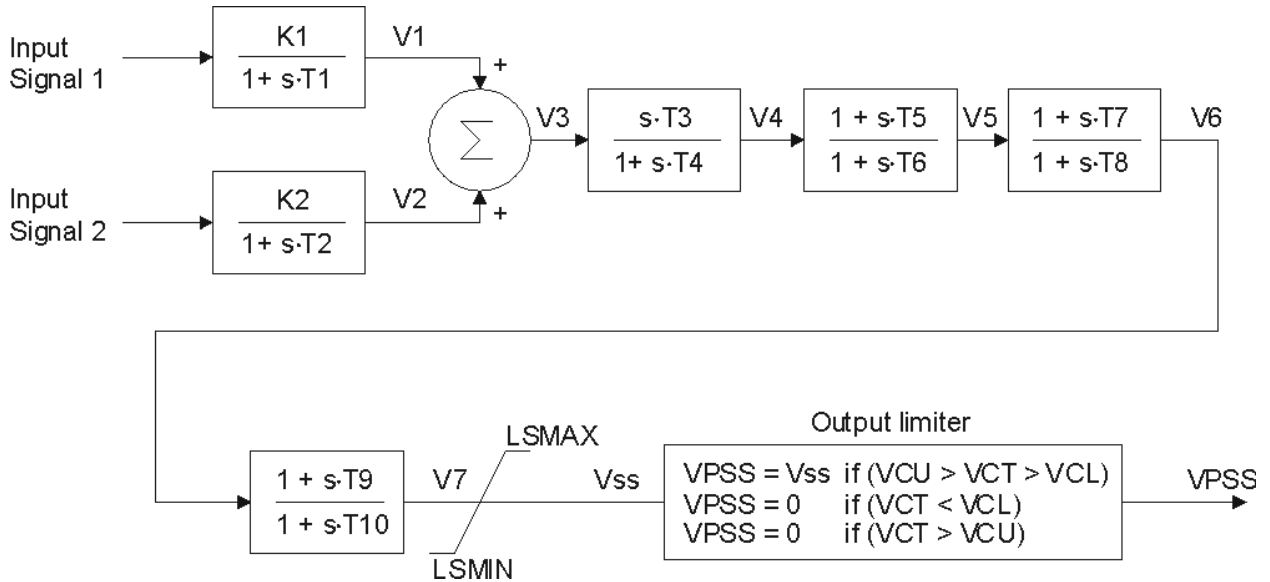 Input
Signal 1
K1
1+ s·T1
V1
+
Σ
Input
Signal 2
K2
1+ s·T2
V2
+
V3
s·T3
1+ s·T4
V4
1 + s·T5
1 + s·T6
V5
1 + s·T7
1 + s·T8
V6
1 + s·T9
1 + s·T10
V7
LSMAX
LSMIN
Vss
Output limiter
VPSS = Vss if (VCU > VCT > VCL)
VPSS = 0 if (VCT < VCL)
VPSS = 0 if (VCT > VCU)
VPSS